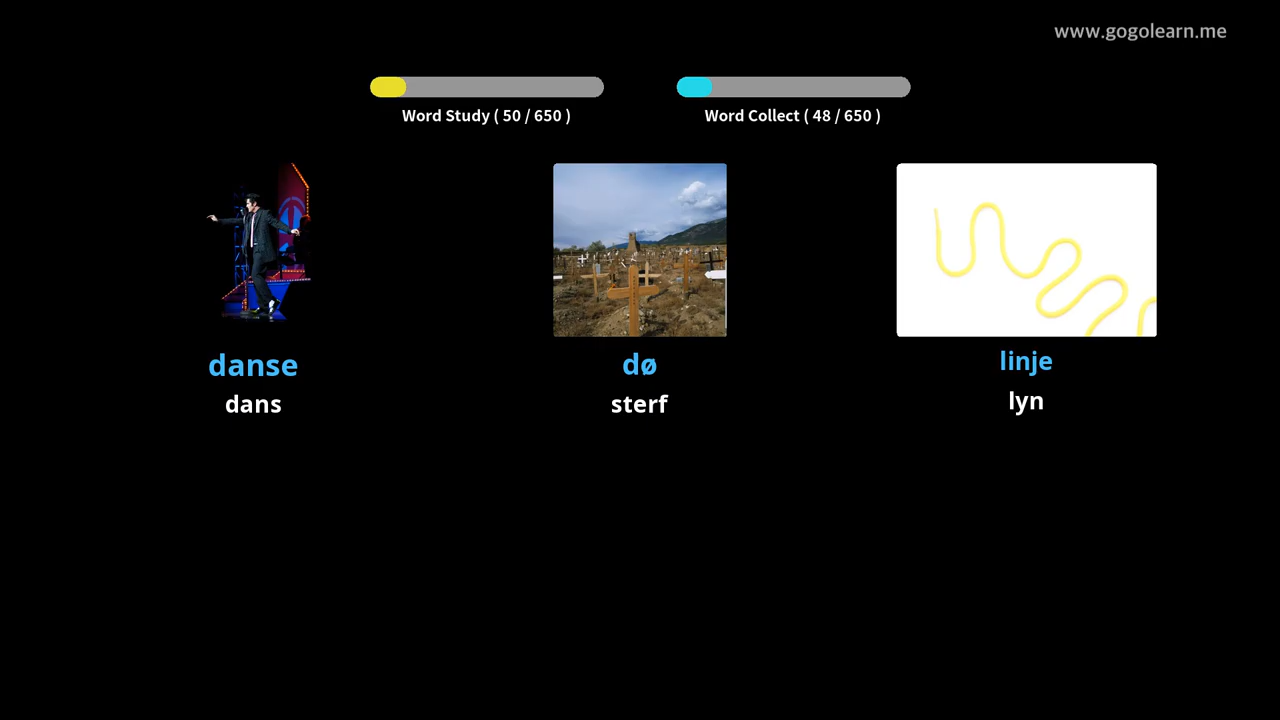 www.gogolearn.me
Word Study ( 50 / 650 )
Word Collect ( 48 / 650 )
danse
dans
dø
sterf
linje
lyn